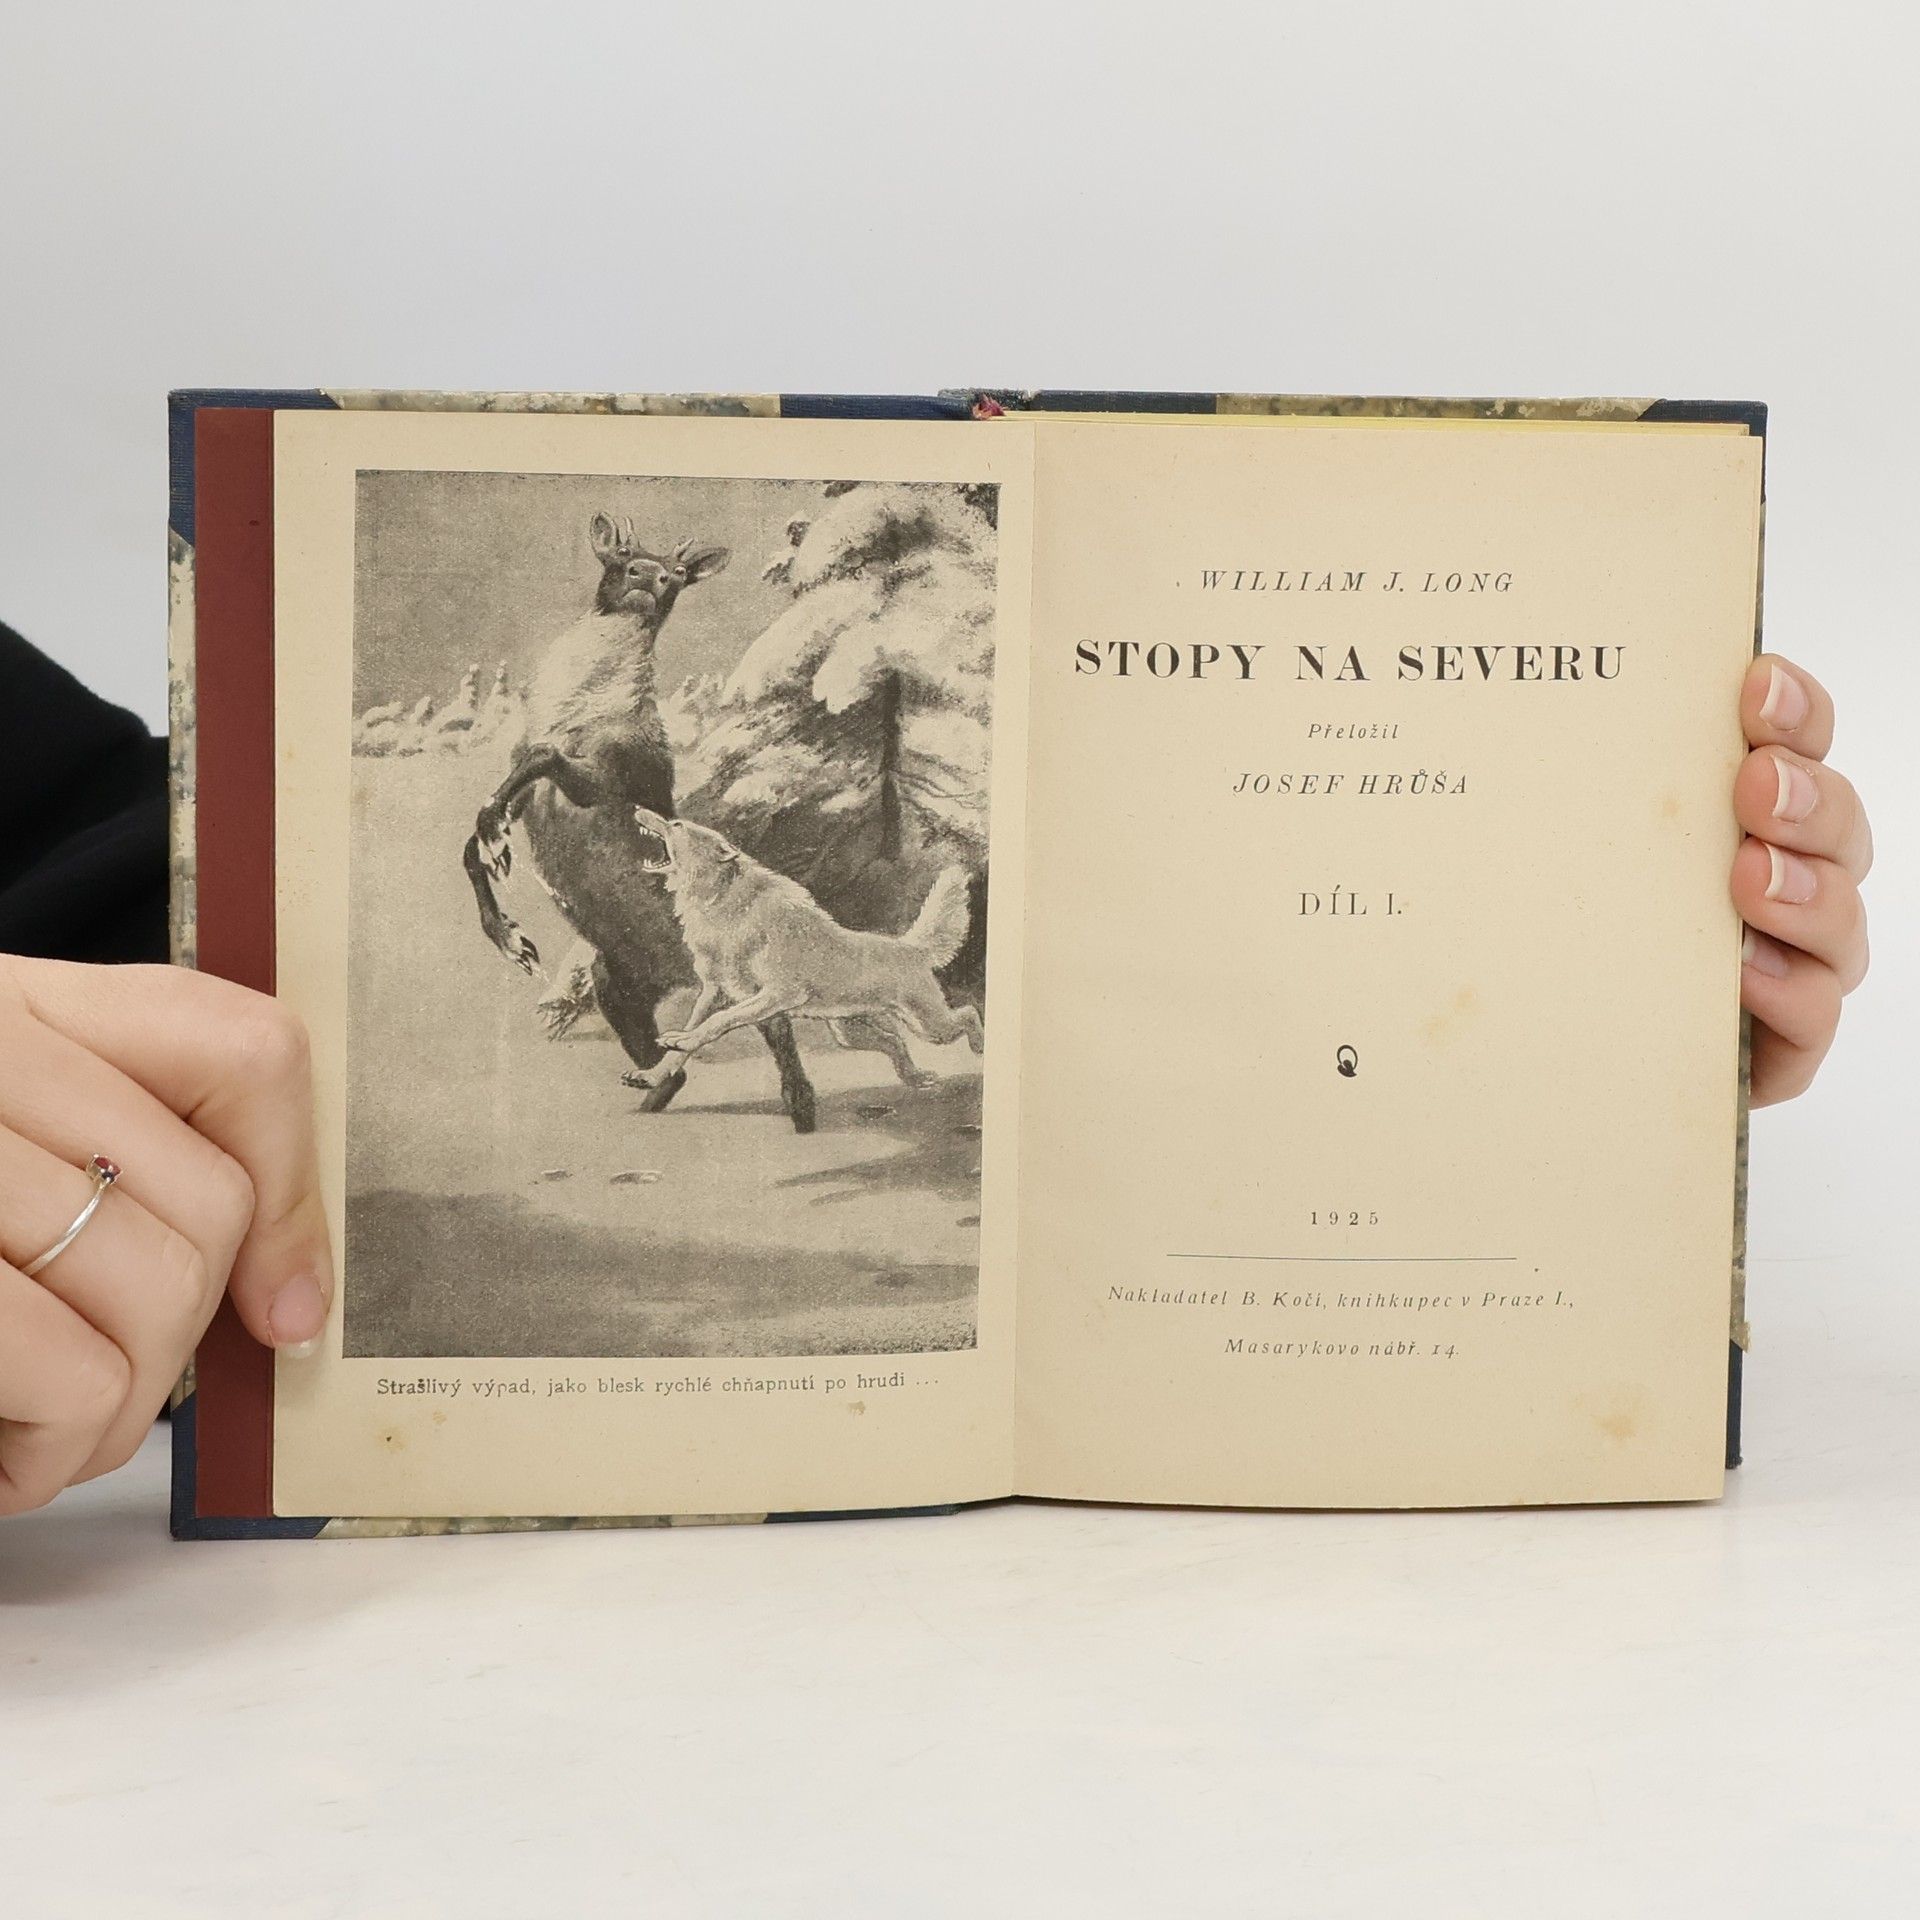 Strašlivý výpad, jako blesk rychlé chňapnutí po hrudi ...
WILLIAM J. LONG
STOPY NA SEVERU
Přeložil
JOSEF HRŮŠA
DÍL I.
1925
Nakladatel B. Kočí, knihkupec v Praze I.,
Masarykovo nábř. 14.